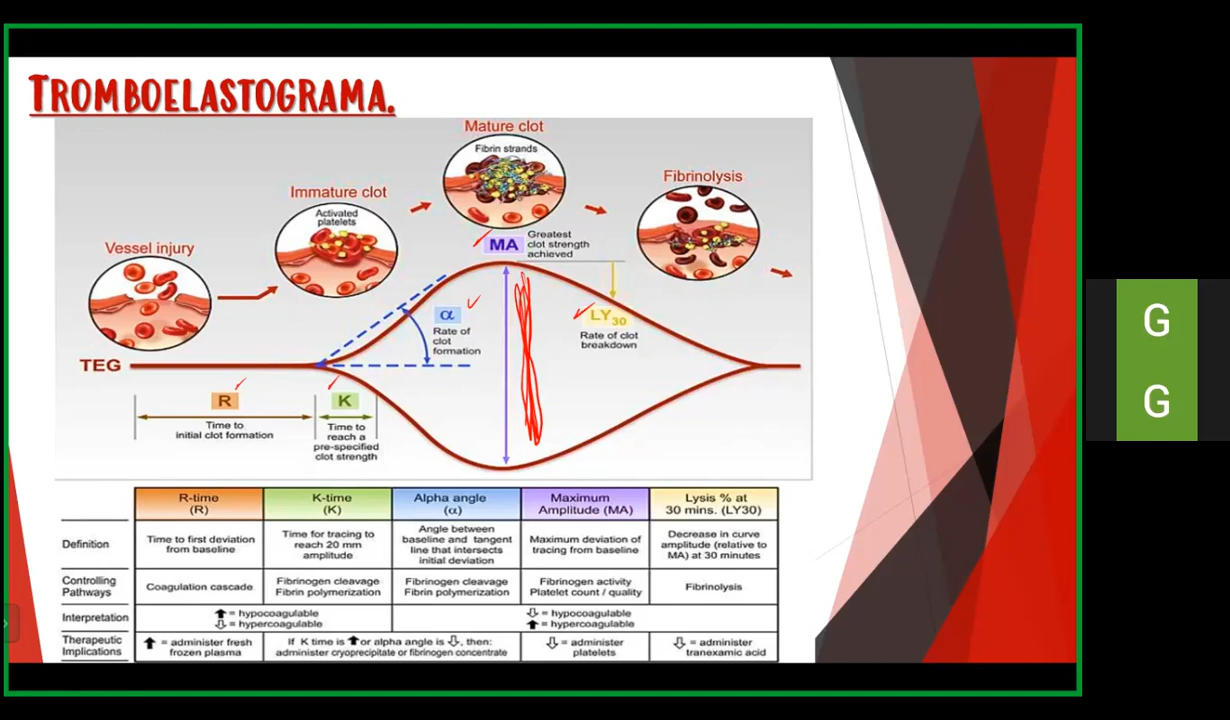 TROMBOELASTOGRAMA.
Mature clot
Fibrin strands
Immature clot
Activated
platelets
Fibrinolysis
Vessel injury
MA
Greatest
clot strength
achieved
α
Rate of
clot
formation
LY30
Rate of clot
breakdown
TEG
R
Time to
initial clot formation
K
Time to
reach a
pre-specified
clot strength
R-time
(R)
K-time
(K)
Alpha angle
(α)
Maximum
Amplitude (MA)
Lysis % at
30 mins. (LY30)
Definition
Time to first deviation
from baseline
Time for tracing to
reach 20 mm
amplitude
Angle between
baseline and tangent
line that intersects
initial deviation
Maximum deviation of
tracing from baseline
Decrease in curve
amplitude (relative to
MA) at 30 minutes
Controlling
Pathways
Coagulation cascade
Fibrinogen cleavage
Fibrin polymerization
Fibrinogen cleavage
Fibrin polymerization
Fibrinogen activity
Platelet count / quality
Fibrinolysis
Interpretation
⬆ = hypocoagulable
⇩ = hypercoagulable
⇩ = hypocoagulable
⬆ = hypercoagulable
Therapeutic
Implications
⬆ = administer fresh
frozen plasma
If K time is ⬆ or alpha angle is ⇩, then:
administer cryoprecipitate or fibrinogen concentrate
⇩ = administer
platelets
⇩ = administer
tranexamic acid
G
G